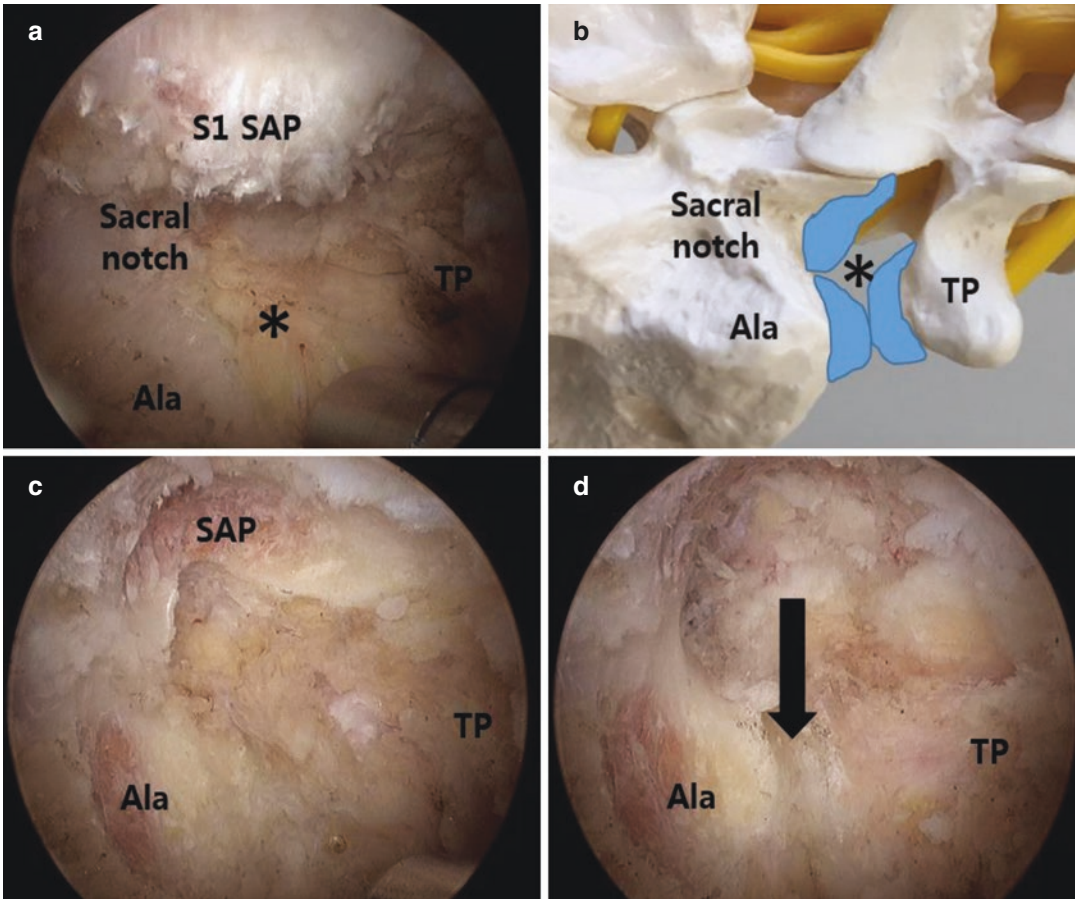 a
S1 SAP
Sacral
notch
TP
*
Ala
b
Sacral
notch
*
TP
Ala
c
SAP
TP
Ala
d
TP
Ala